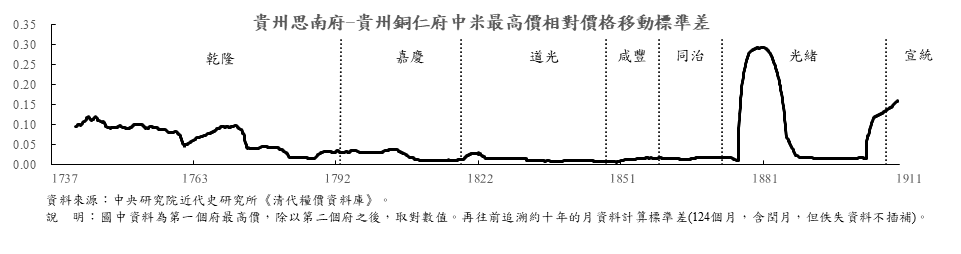 貴州思南府-貴州銅仁府中米最高價相對價格移動標準差
0.35
0.30
0.25
0.20
0.15
0.10
0.05
0.00
乾隆 嘉慶 道光 咸豐 同治 光緒 宣統
1737 1763 1792 1822 1851 1881 1911
資料來源：中央研究院近代史研究所《清代糧價資料庫》。
說　明：圖中資料為第一個府最高價，除以第二個府之後，取對數值。再往前追溯約十年的月資料計算標準差(124個月，含閏月，但佚失資料不插補)。